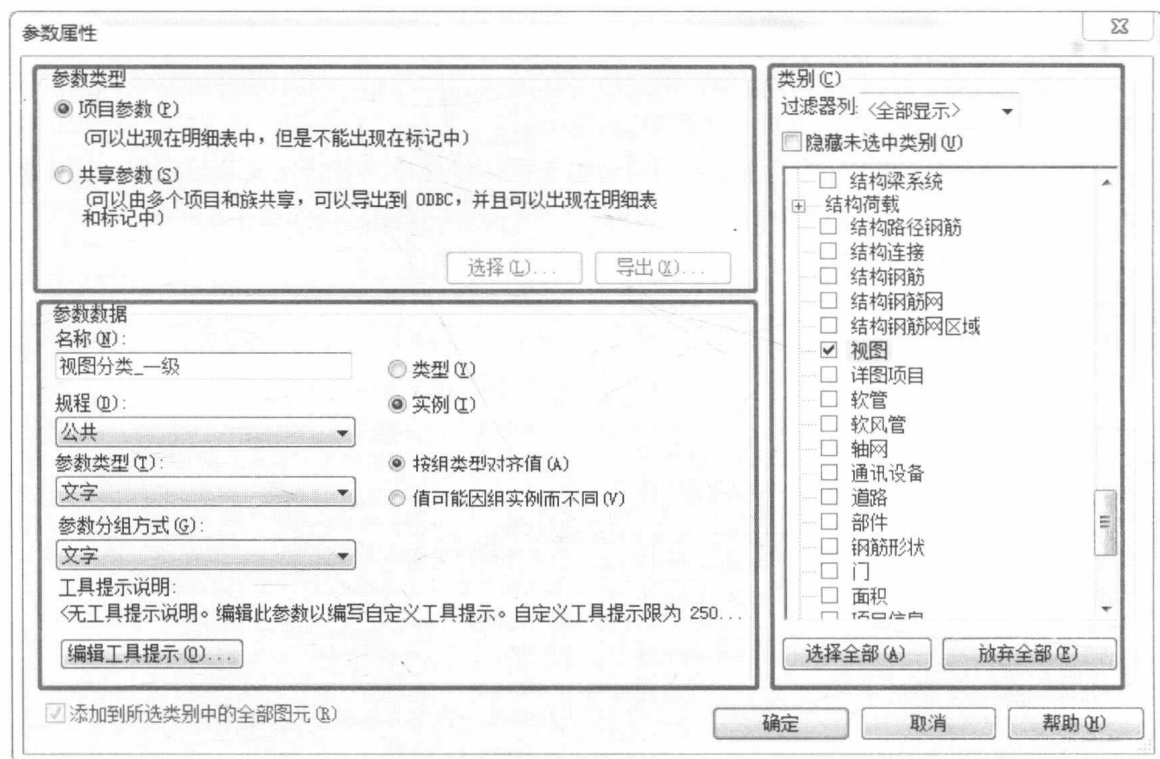 参数属性
参数类型
项目参数(P)
(可以出现在明细表中，但是不能出现在标记中)
共享参数(S)
(可以由多个项目和族共享，可以导出到 ODBC，并且可以出现在明细表
和标记中)
选择(L)...
导出(X)...
参数数据
名称(N):
视图分类_一级
类型(Y)
规程(D):
实例(I)
公共
参数类型(T):
按组类型对齐值(A)
文字
值可能因组实例而不同(V)
参数分组方式(G):
文字
工具提示说明:
<无工具提示说明。编辑此参数以编写自定义工具提示。自定义工具提示限为 250...
编辑工具提示(O)...
添加到所选类别中的全部图元(R)
类别(C)
过滤器列: <全部显示>
隐藏未选中类别(U)
结构梁系统
结构荷载
结构路径钢筋
结构连接
结构钢筋
结构钢筋网
结构钢筋网区域
视图
详图项目
软管
软风管
轴网
通讯设备
道路
部件
钢筋形状
门
面积
项目信息
选择全部(A)
放弃全部(E)
确定
取消
帮助(H)